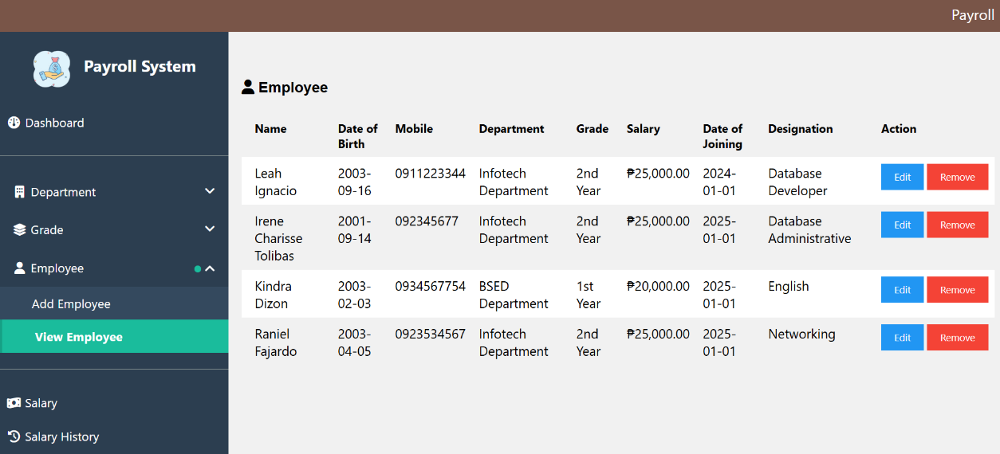 Payroll
Payroll System
Dashboard
Department
Grade
Employee
Add Employee
View Employee
Salary
Salary History
Employee
Name Date of Mobile Department Grade Salary Date of Designation Action
Birth Joining
Leah 2003- 0911223344 Infotech 2nd ₱25,000.00 2024- Database Edit Remove
Ignacio 09-16 Department Year 01-01 Developer
Irene 2001- 092345677 Infotech 2nd ₱25,000.00 2025- Database Edit Remove
Charisse 09-14 Department Year 01-01 Administrative
Tolibas
Kindra 2003- 0934567754 BSED 1st ₱20,000.00 2025- English Edit Remove
Dizon 02-03 Department Year 01-01
Raniel 2003- 0923534567 Infotech 2nd ₱25,000.00 2025- Networking Edit Remove
Fajardo 04-05 Department Year 01-01